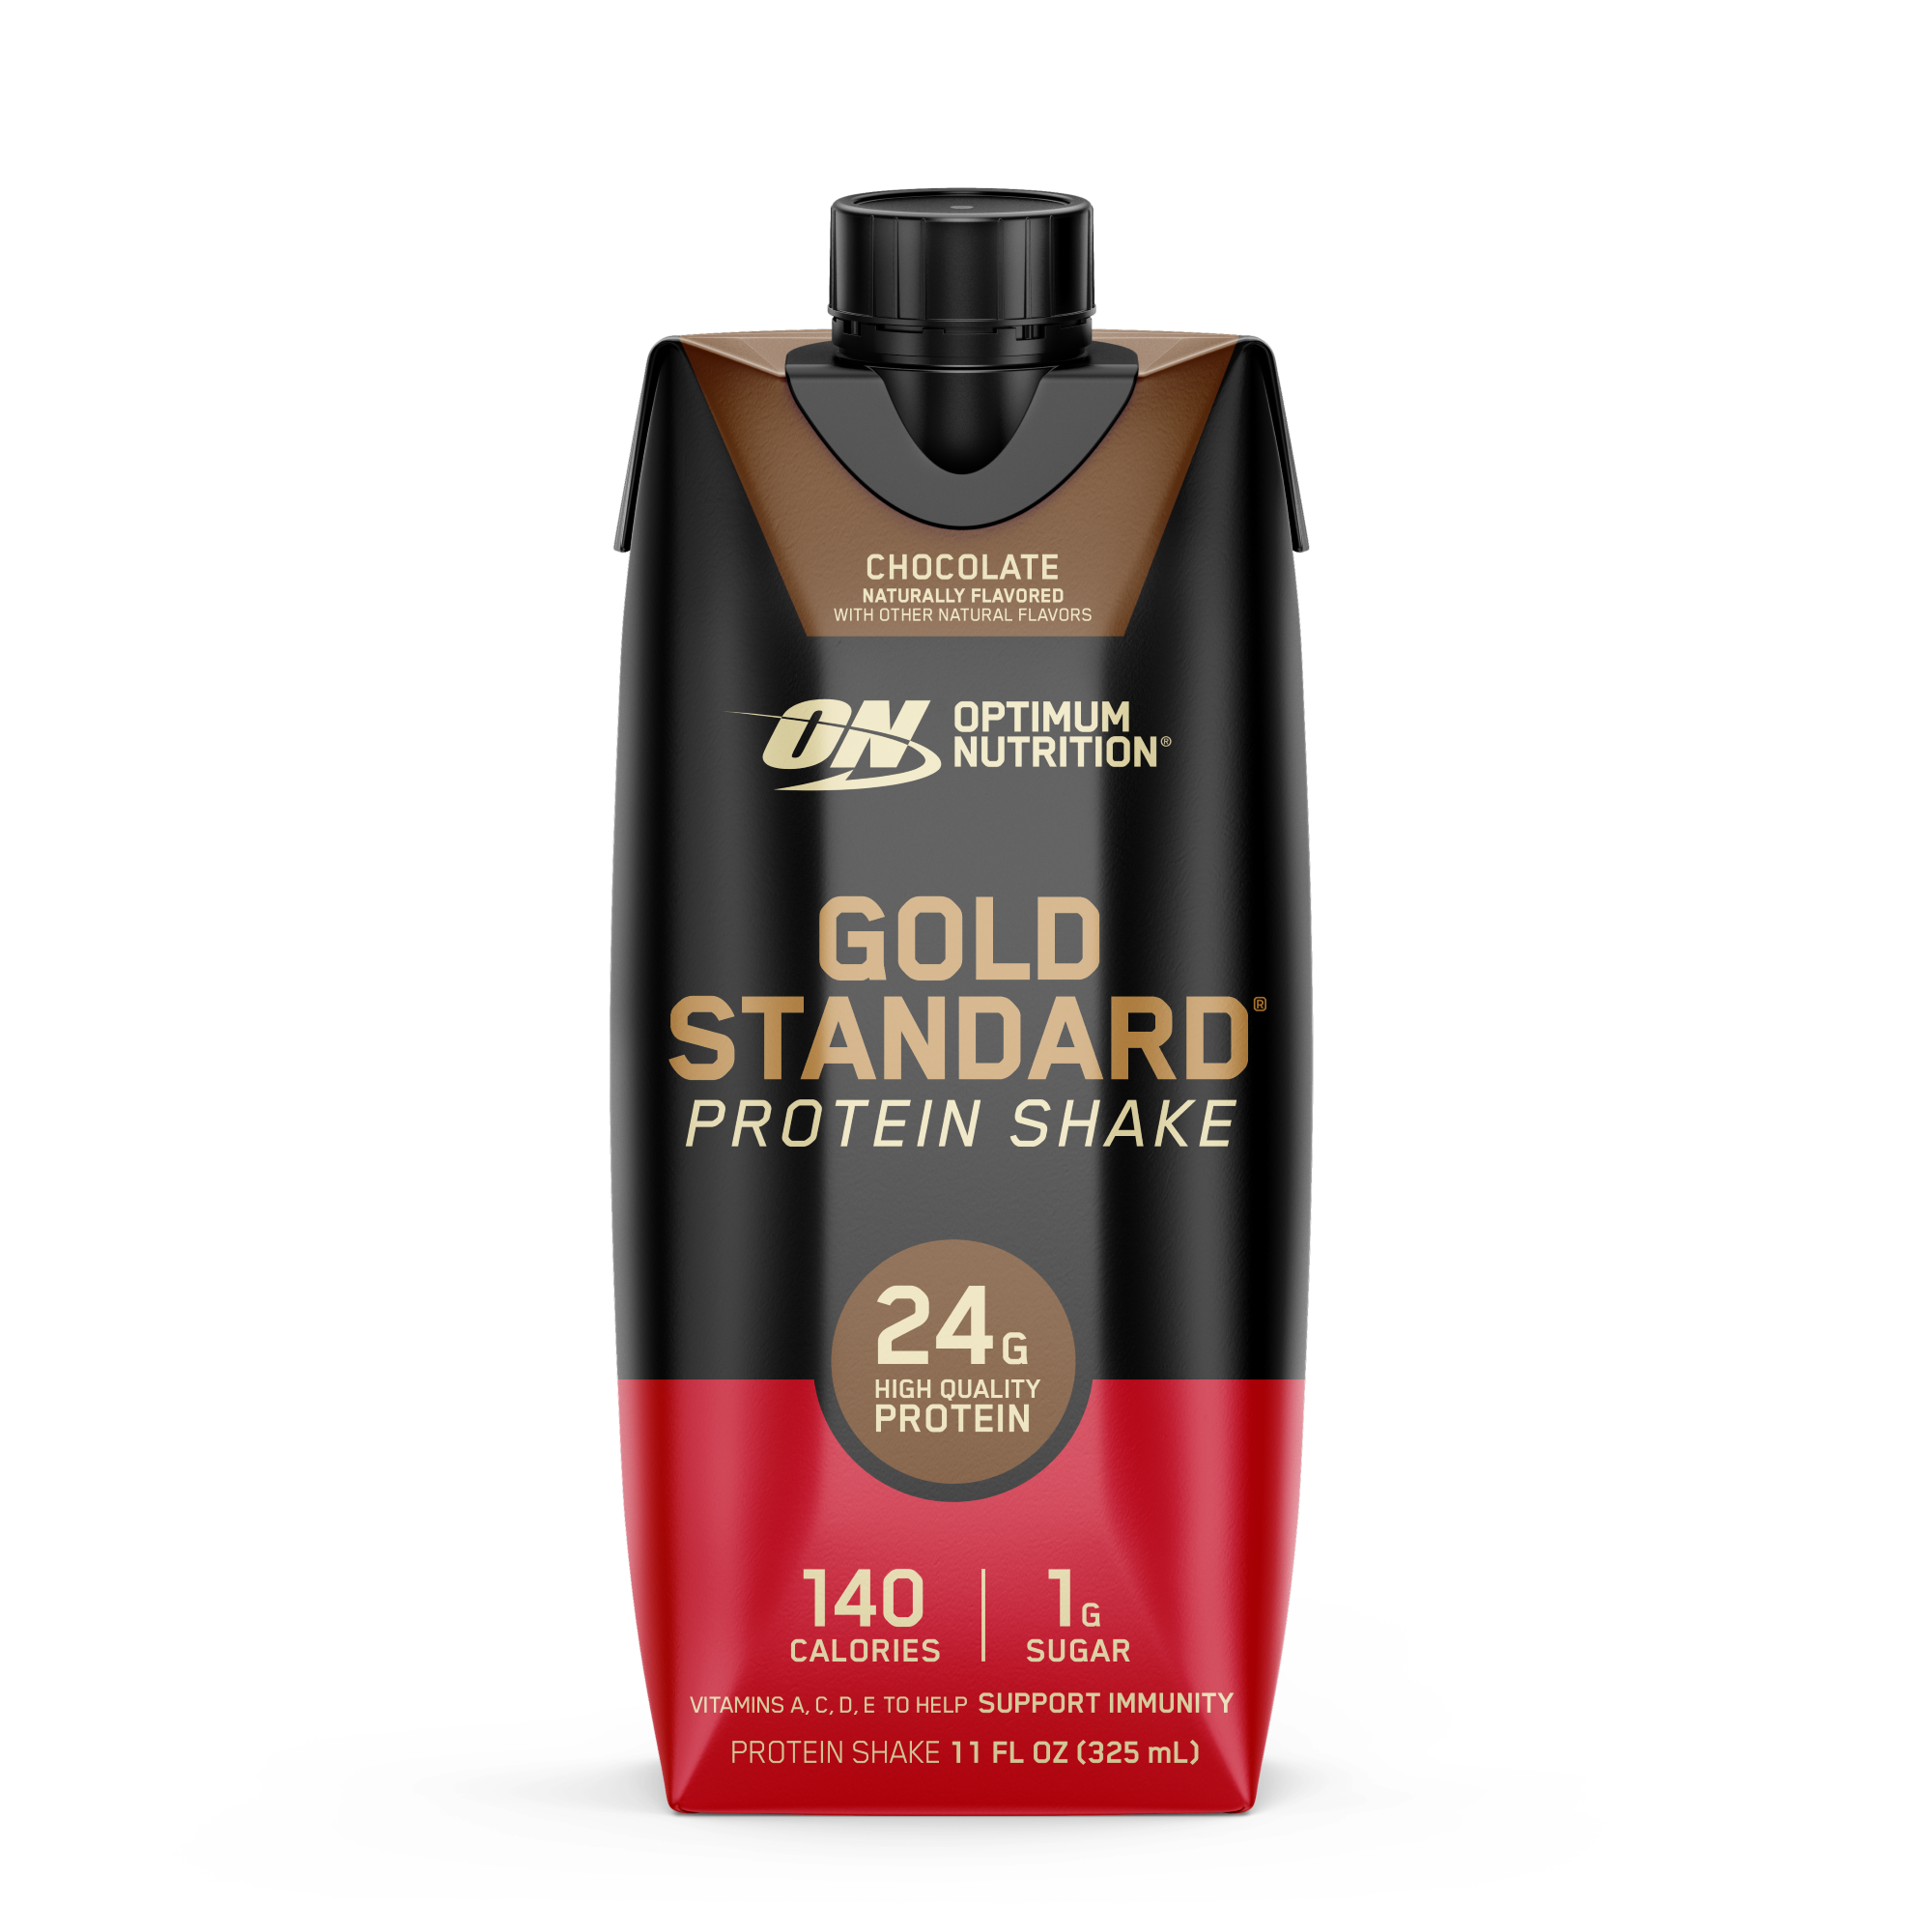 CHOCOLATE
NATURALLY FLAVORED
WITH OTHER NATURAL FLAVORS
ON OPTIMUM
NUTRITION®
GOLD
STANDARD®
PROTEIN SHAKE
24G
HIGH QUALITY
PROTEIN
140 | 1G
CALORIES | SUGAR
VITAMINS A, C, D, E TO HELP SUPPORT IMMUNITY
PROTEIN SHAKE 11 FL OZ (325 mL)